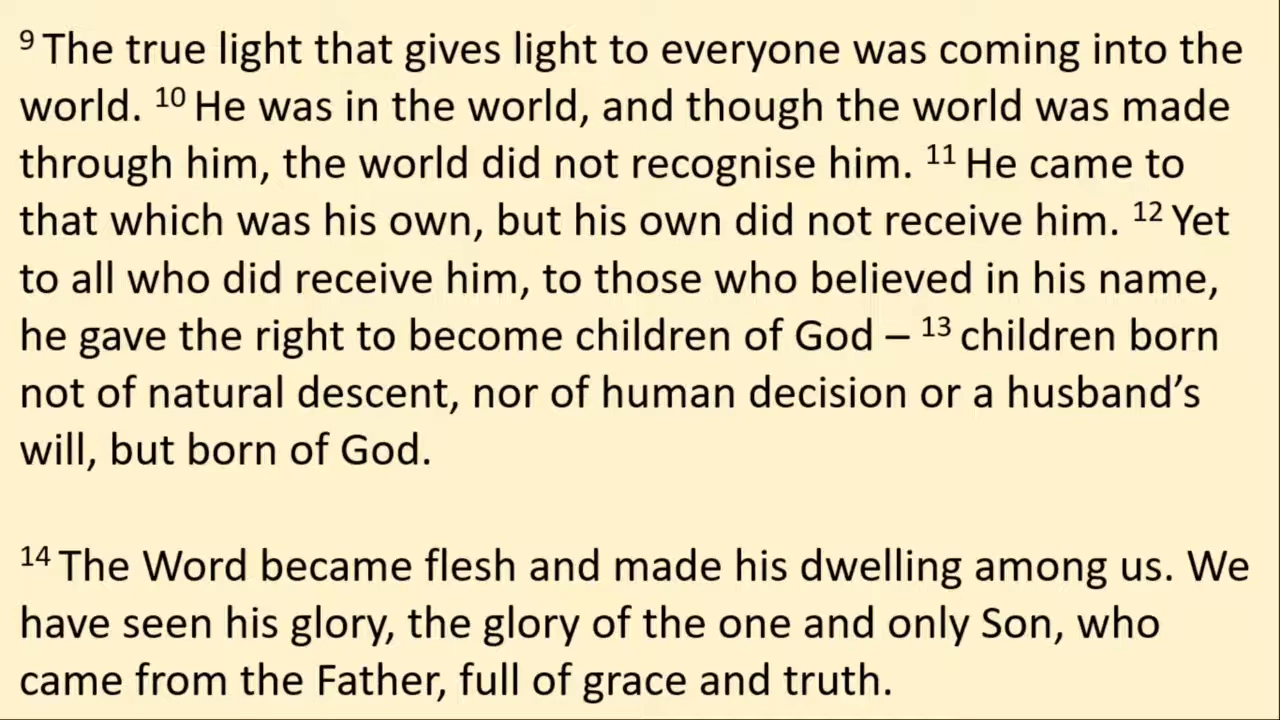 9 The true light that gives light to everyone was coming into the
world. 10 He was in the world, and though the world was made
through him, the world did not recognise him. 11 He came to
that which was his own, but his own did not receive him. 12 Yet
to all who did receive him, to those who believed in his name,
he gave the right to become children of God – 13 children born
not of natural descent, nor of human decision or a husband’s
will, but born of God.
14 The Word became flesh and made his dwelling among us. We
have seen his glory, the glory of the one and only Son, who
came from the Father, full of grace and truth.